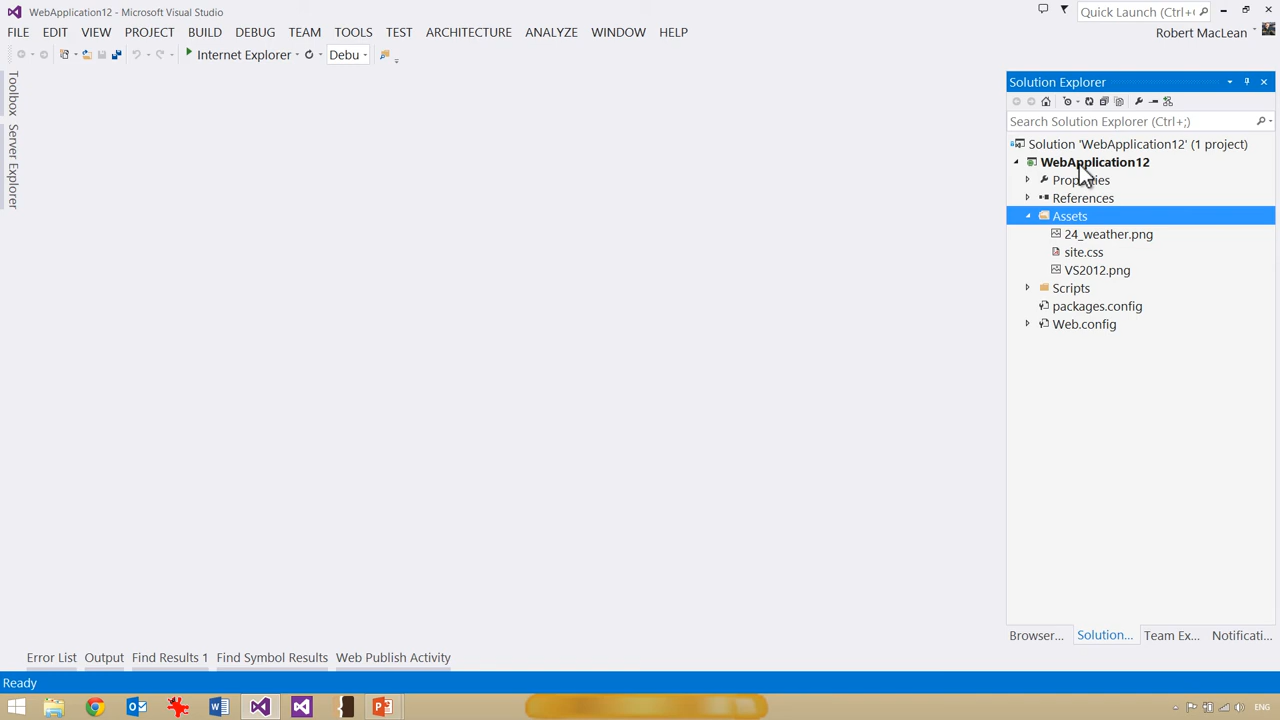 WebApplication12 - Microsoft Visual Studio
Quick Launch (Ctrl+
FILE EDIT VIEW PROJECT BUILD DEBUG TEAM TOOLS TEST ARCHITECTURE ANALYZE WINDOW HELP
Robert MacLean
Internet Explorer
Debu
Toolbox
Server Explorer
Solution Explorer
Search Solution Explorer (Ctrl+;)
Solution 'WebApplication12' (1 project)
WebApplication12
Properties
References
Assets
24_weather.png
site.css
VS2012.png
Scripts
packages.config
Web.config
Browser... Solution... Team Ex... Notificati...
Error List Output Find Results 1 Find Symbol Results Web Publish Activity
Ready
ENG